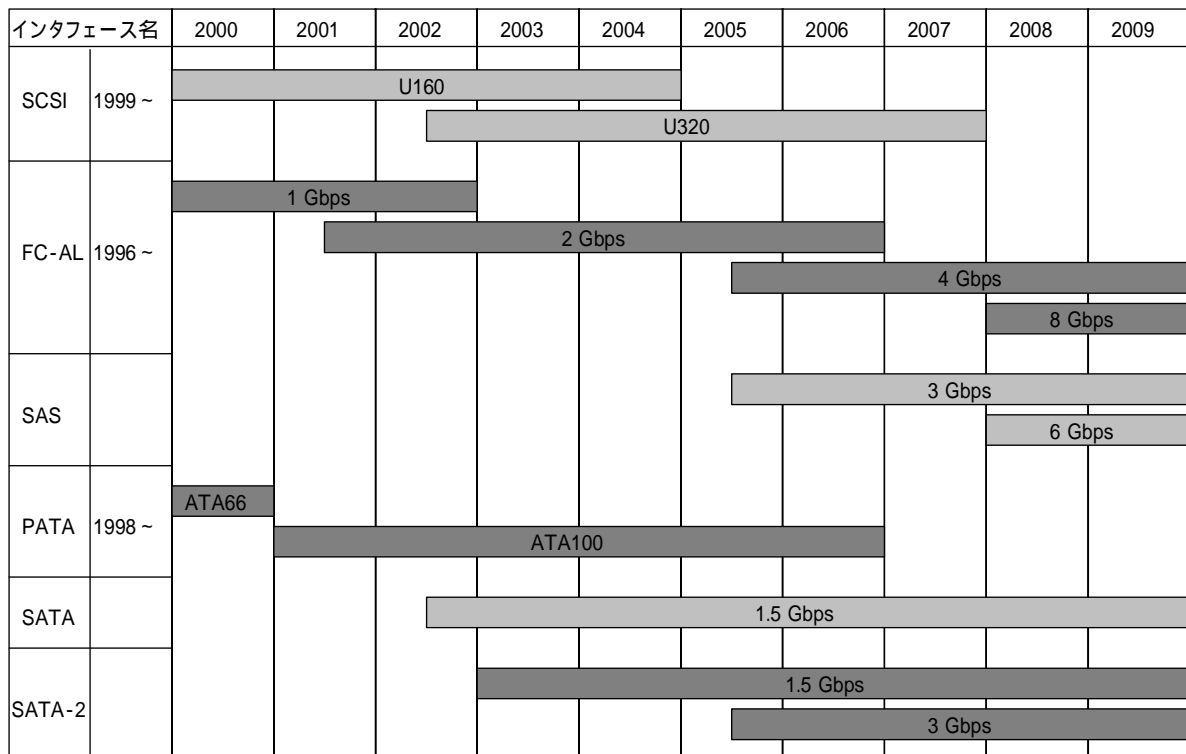 インタフェース名 2000 2001 2002 2003 2004 2005 2006 2007 2008 2009
U160
SCSI 1999 ~
U320
1 Gbps
2 Gbps
FC-AL 1996 ~
4 Gbps
8 Gbps
3 Gbps
SAS
6 Gbps
ATA66
PATA 1998 ~
ATA100
SATA 1.5 Gbps
1.5 Gbps
SATA-2
3 Gbps